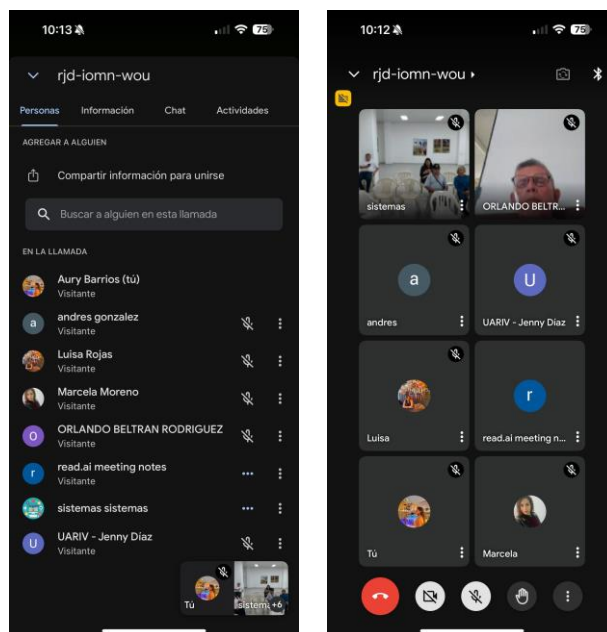 10:13
75
rjd-iomn-wou
Personas
Información
Chat
Actividades
AGREGAR A ALGUIEN
Compartir información para unirse
Buscar a alguien en esta llamada
EN LA LLAMADA
Aury Barrios (tú)
Visitante
a
andres gonzalez
Visitante
Luisa Rojas
Visitante
Marcela Moreno
Visitante
O
ORLANDO BELTRAN RODRIGUEZ
Visitante
r
read.ai meeting notes
Visitante
sistemas sistemas
U
UARIV - Jenny Díaz
Visitante
Tú
sistema +6
10:12
75
rjd-iomn-wou
sistemas
ORLANDO BELTR...
a
andres
U
UARIV - Jenny Díaz
Luisa
r
read.ai meeting n...
Tú
Marcela